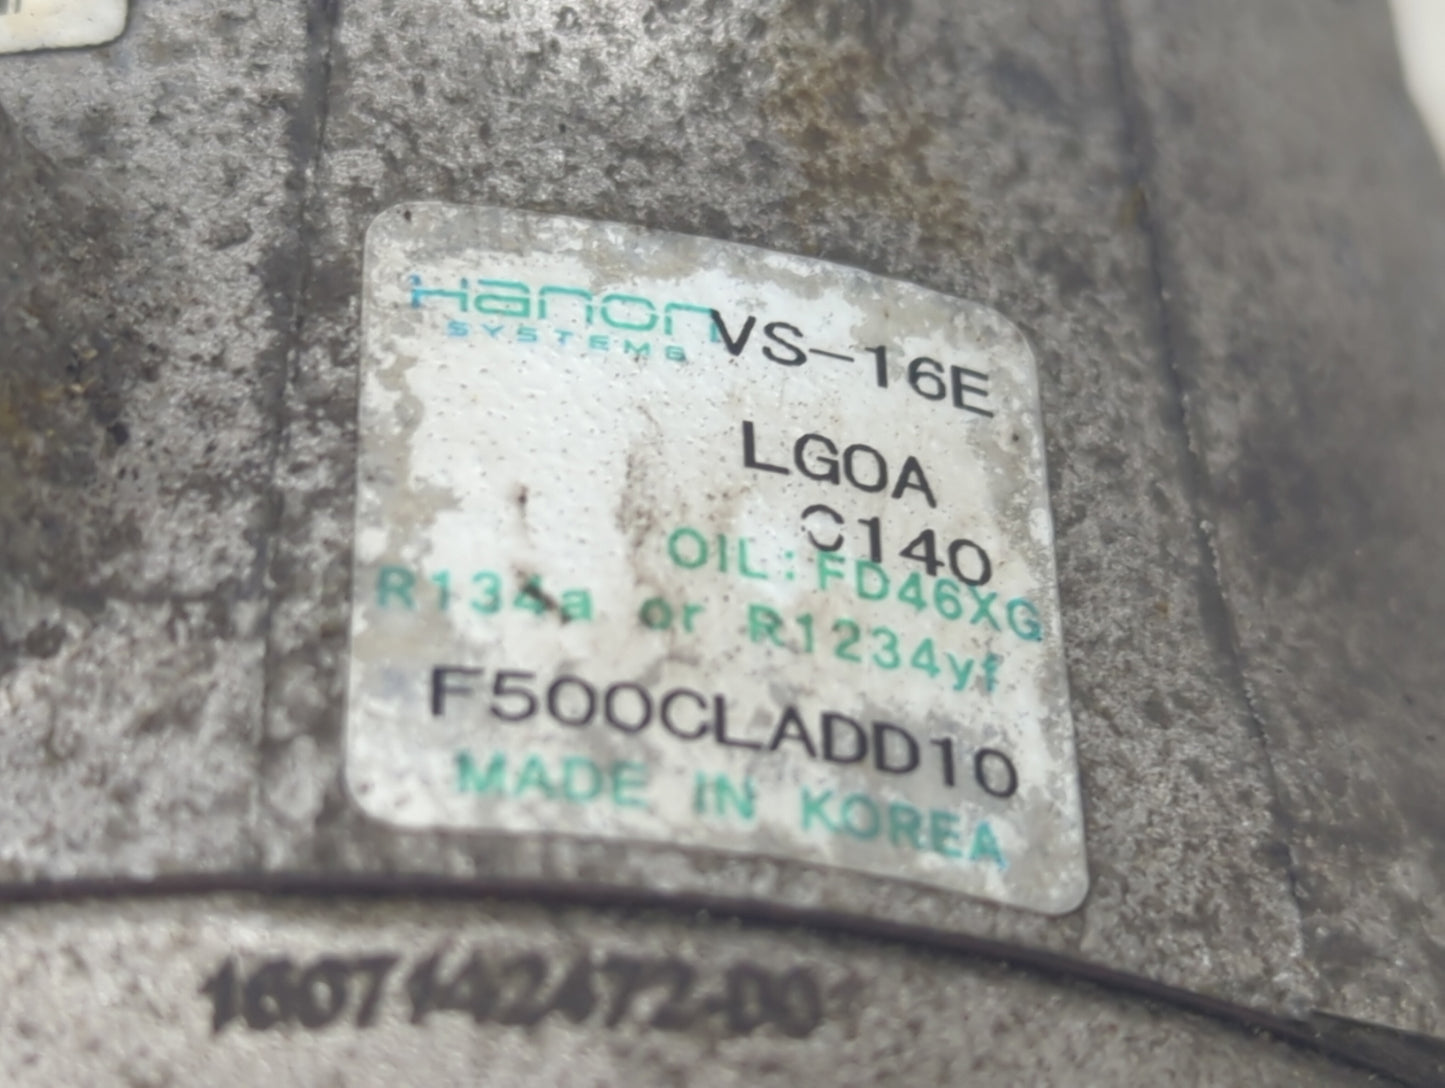 Hanon VS-16E
SYSTEMS
LG0A
C140
OIL: FD46XG
R134a or R1234yf
F500CLADD10
MADE IN KOREA